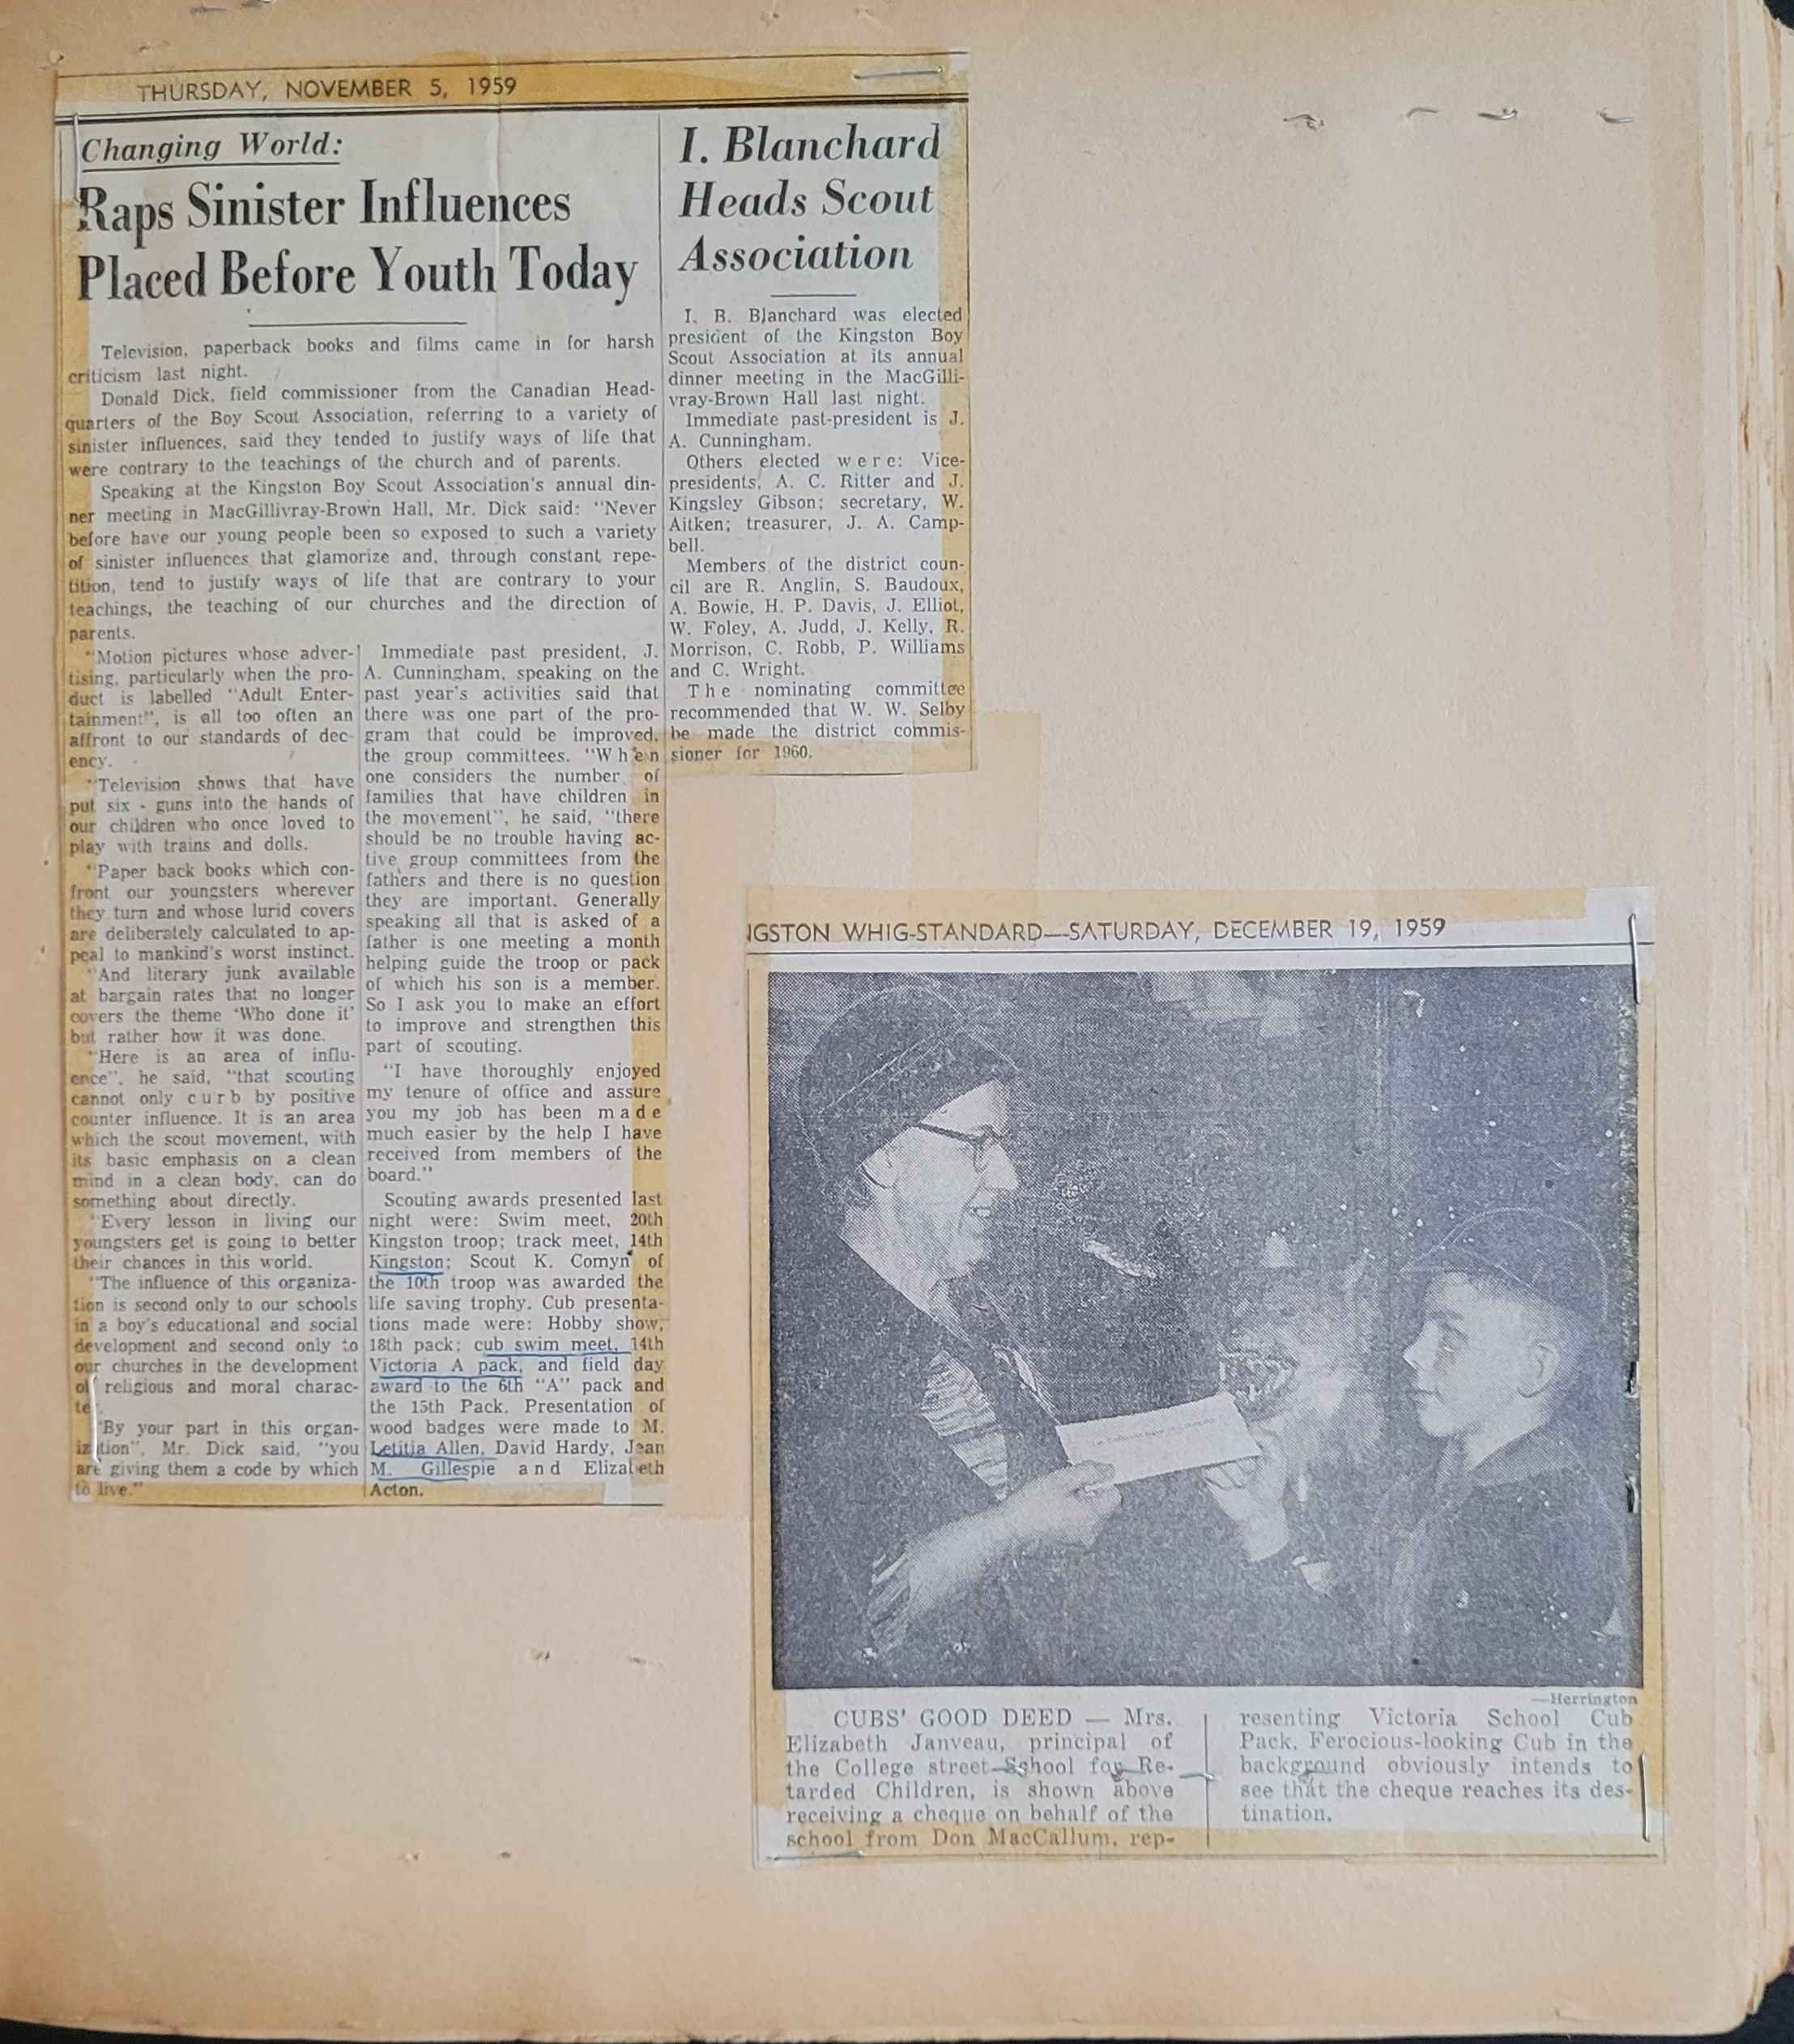 THURSDAY, NOVEMBER 5, 1959
Changing World:
Raps Sinister Influences
Placed Before Youth Today
Television, paperback books and films came in for harsh
criticism last night.
Donald Dick, field commissioner from the Canadian Head-
quarters of the Boy Scout Association, referring to a variety of
sinister influences, said they tended to justify ways of life that
were contrary to the teachings of the church and of parents.
Speaking at the Kingston Boy Scout Association's annual din-
ner meeting in MacGillivray-Brown Hall, Mr. Dick said: "Never
before have our young people been so exposed to such a variety
of sinister influences that glamorize and, through constant repe-
tition, tend to justify ways of life that are contrary to your
teachings, the teaching of our churches and the direction of
parents.
"Motion pictures whose adver-
tising, particularly when the pro-
duct is labelled "Adult Enter-
tainment", is all too often an
affront to our standards of dec-
ency.
"Television shows that have
put six - guns into the hands of
our children who once loved to
play with trains and dolls.
"Paper back books which con-
front our youngsters wherever
they turn and whose lurid covers
are deliberately calculated to ap-
peal to mankind's worst instinct.
"And literary junk available
at bargain rates that no longer
covers the theme 'Who done it'
but rather how it was done.
"Here is an area of influ-
ence", he said, "that scouting
cannot only curb by positive
counter influence. It is an area
which the scout movement, with
its basic emphasis on a clean
mind in a clean body, can do
something about directly.
"Every lesson in living our
youngsters get is going to better
their chances in this world.
"The influence of this organiza-
tion is second only to our schools
in a boy's educational and social
development and second only to
our churches in the development
of religious and moral charac-
ter.
"By your part in this organ-
ization", Mr. Dick said, "you
are giving them a code by which
to live."
Immediate past president, J.
A. Cunningham, speaking on the
past year's activities said that
there was one part of the pro-
gram that could be improved,
the group committees. "When
one considers the number of
families that have children in
the movement", he said, "there
should be no trouble having ac-
tive group committees from the
fathers and there is no question
they are important. Generally
speaking all that is asked of a
father is one meeting a month
helping guide the troop or pack
of which his son is a member.
So I ask you to make an effort
to improve and strengthen this
part of scouting.
"I have thoroughly enjoyed
my tenure of office and assure
you my job has been made
much easier by the help I have
received from members of the
board."
Scouting awards presented last
night were: Swim meet, 20th
Kingston troop; track meet, 14th
Kingston; Scout K. Comyn of
the 10th troop was awarded the
life saving trophy. Cub presenta-
tions made were: Hobby show,
18th pack; cub swim meet, 14th
Victoria A pack, and field day
award to the 6th "A" pack and
the 15th Pack. Presentation of
wood badges were made to M.
Letitia Allen, David Hardy, Jean
M. Gillespie and Elizabeth
Acton.
I. Blanchard
Heads Scout
Association
I. B. Blanchard was elected
president of the Kingston Boy
Scout Association at its annual
dinner meeting in the MacGilli-
vray-Brown Hall last night.
Immediate past-president is J.
A. Cunningham.
Others elected were: Vice-
presidents, A. C. Ritter and J.
Kingsley Gibson; secretary, W.
Aitken; treasurer, J. A. Camp-
bell.
Members of the district coun-
cil are R. Anglin, S. Baudoux,
A. Bowie, H. P. Davis, J. Elliot,
W. Foley, A. Judd, J. Kelly, R.
Morrison, C. Robb, P. Williams
and C. Wright.
The nominating committee
recommended that W. W. Selby
be made the district commis-
sioner for 1960.
NGSTON WHIG-STANDARD—SATURDAY, DECEMBER 19, 1959
—Herrington
CUBS' GOOD DEED — Mrs.
Elizabeth Janveau, principal of
the College street School for Re-
tarded Children, is shown above
receiving a cheque on behalf of the
school from Don MacCallum, rep-
resenting Victoria School Cub
Pack. Ferocious-looking Cub in the
background obviously intends to
see that the cheque reaches its des-
tination.